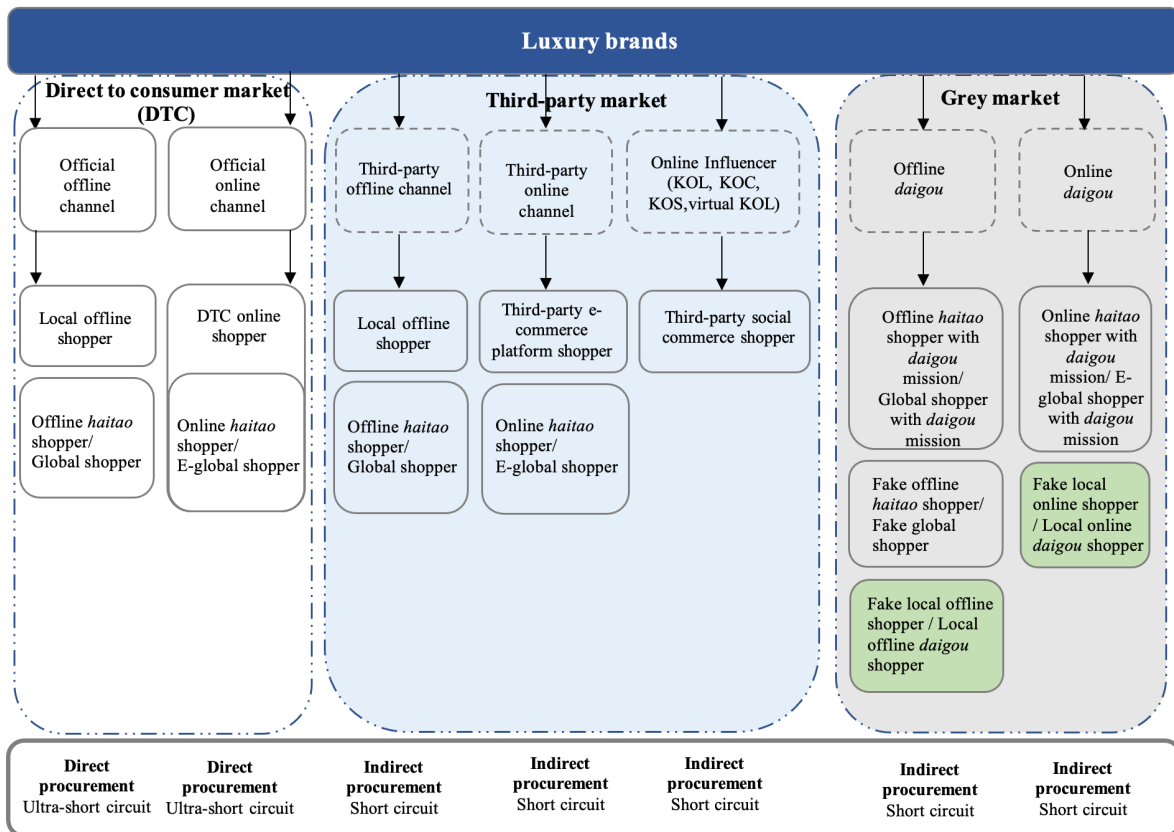 Luxury brands
Direct to consumer market
(DTC)
Official
offline
channel
Official
online
channel
Local offline
shopper
DTC online
shopper
Offline haitao
shopper/
Global shopper
Online haitao
shopper/
E-global shopper
Third-party market
Third-party
offline channel
Third-party
online
channel
Online Influencer
(KOL, KOC,
KOS,virtual KOL)
Local offline
shopper
Third-party e-
commerce
platform shopper
Third-party social
commerce shopper
Offline haitao
shopper/
Global shopper
Online haitao
shopper/
E-global shopper
Grey market
Offline
daigou
Online
daigou
Offline haitao
shopper with
daigou
mission/
Global shopper
with daigou
mission
Online haitao
shopper with
daigou
mission/ E-
global shopper
with daigou
mission
Fake offline
haitao shopper/
Fake global
shopper
Fake local
online shopper
/ Local online
daigou shopper
Fake local offline
shopper / Local
offline daigou
shopper
Direct
procurement
Ultra-short circuit
Direct
procurement
Ultra-short circuit
Indirect
procurement
Short circuit
Indirect
procurement
Short circuit
Indirect
procurement
Short circuit
Indirect
procurement
Short circuit
Indirect
procurement
Short circuit